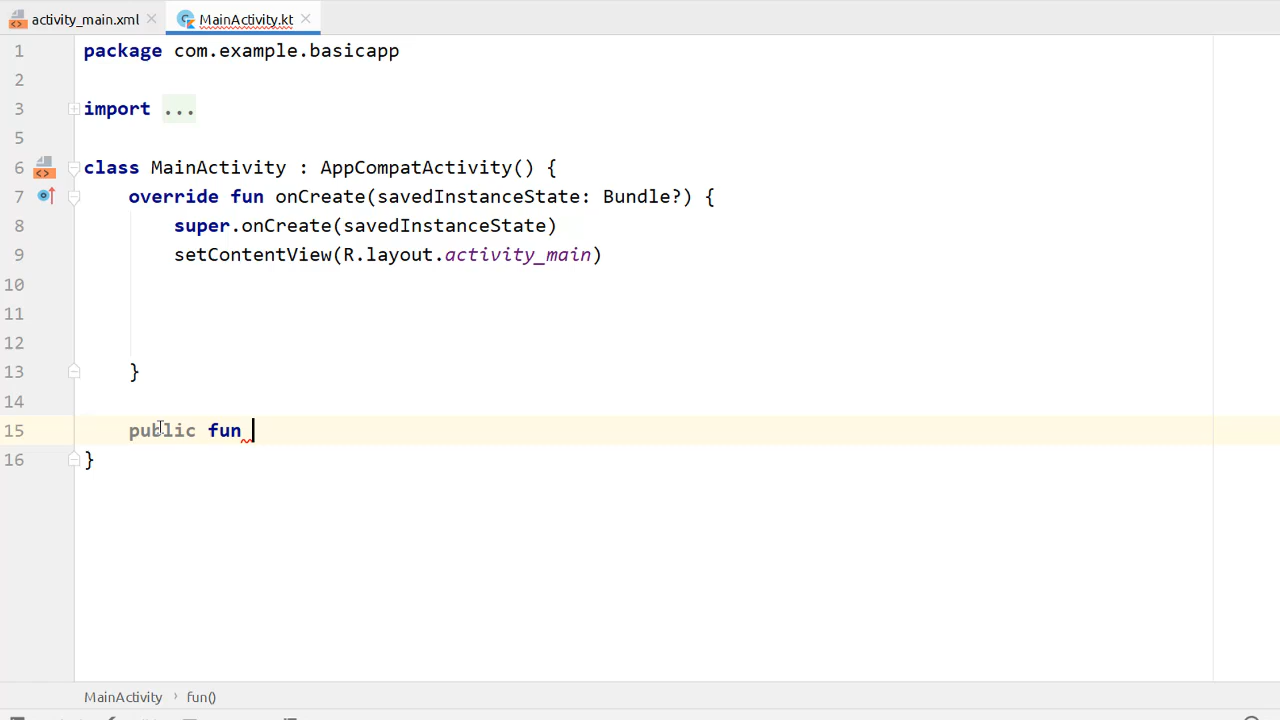 activity_main.xml MainActivity.kt
1 package com.example.basicapp
2
3 import ...
5
6 class MainActivity : AppCompatActivity() {
7 override fun onCreate(savedInstanceState: Bundle?) {
8 super.onCreate(savedInstanceState)
9 setContentView(R.layout.activity_main)
10
11
12
13 }
14
15 public fun
16 }
MainActivity › fun()